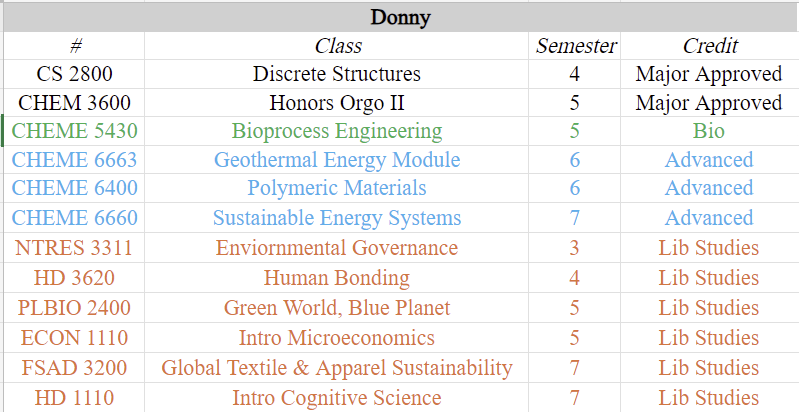 Donny
# Class Semester Credit
CS 2800 Discrete Structures 4 Major Approved
CHEM 3600 Honors Orgo II 5 Major Approved
CHEME 5430 Bioprocess Engineering 5 Bio
CHEME 6663 Geothermal Energy Module 6 Advanced
CHEME 6400 Polymeric Materials 6 Advanced
CHEME 6660 Sustainable Energy Systems 7 Advanced
NTRES 3311 Enviornmental Governance 3 Lib Studies
HD 3620 Human Bonding 4 Lib Studies
PLBIO 2400 Green World, Blue Planet 5 Lib Studies
ECON 1110 Intro Microeconomics 5 Lib Studies
FSAD 3200 Global Textile & Apparel Sustainability 7 Lib Studies
HD 1110 Intro Cognitive Science 7 Lib Studies